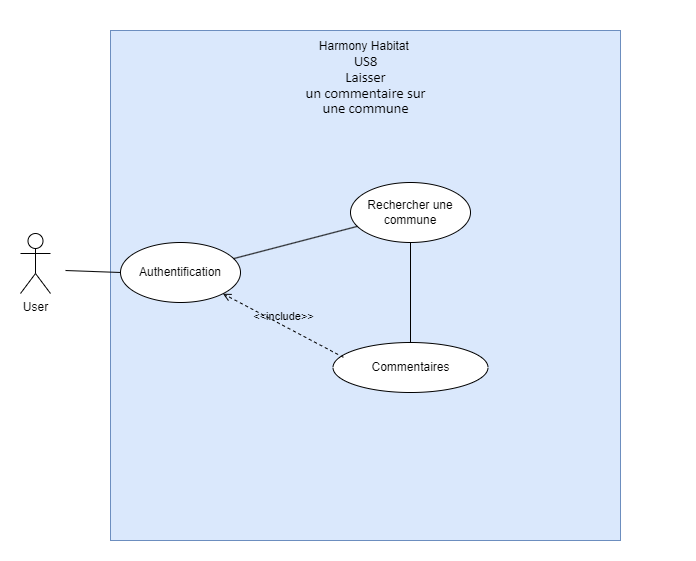 Harmony Habitat
US8
Laisser
un commentaire sur
une commune
Rechercher une
commune
Authentification
User
<<include>>
Commentaires